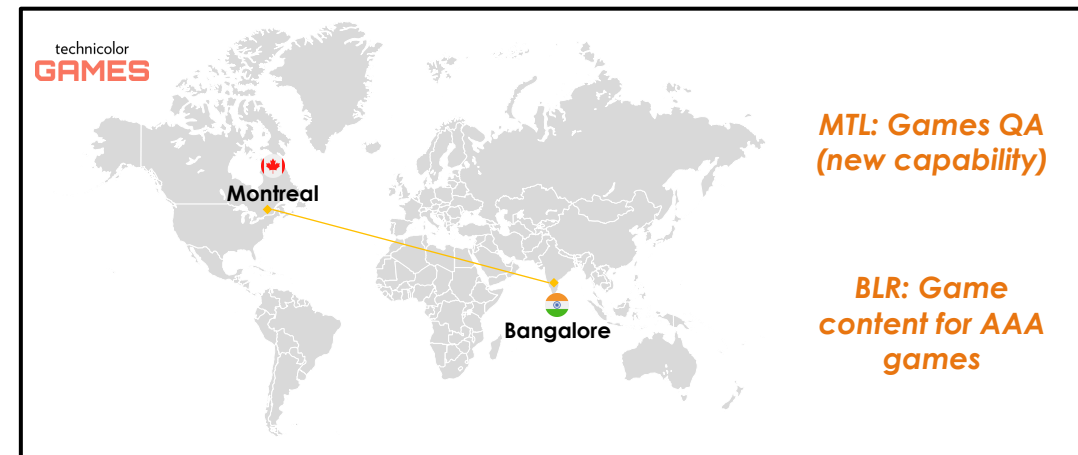 technicolor
GAMES
MTL: Games QA
(new capability)
Montreal
BLR: Game
content for AAA
games
Bangalore